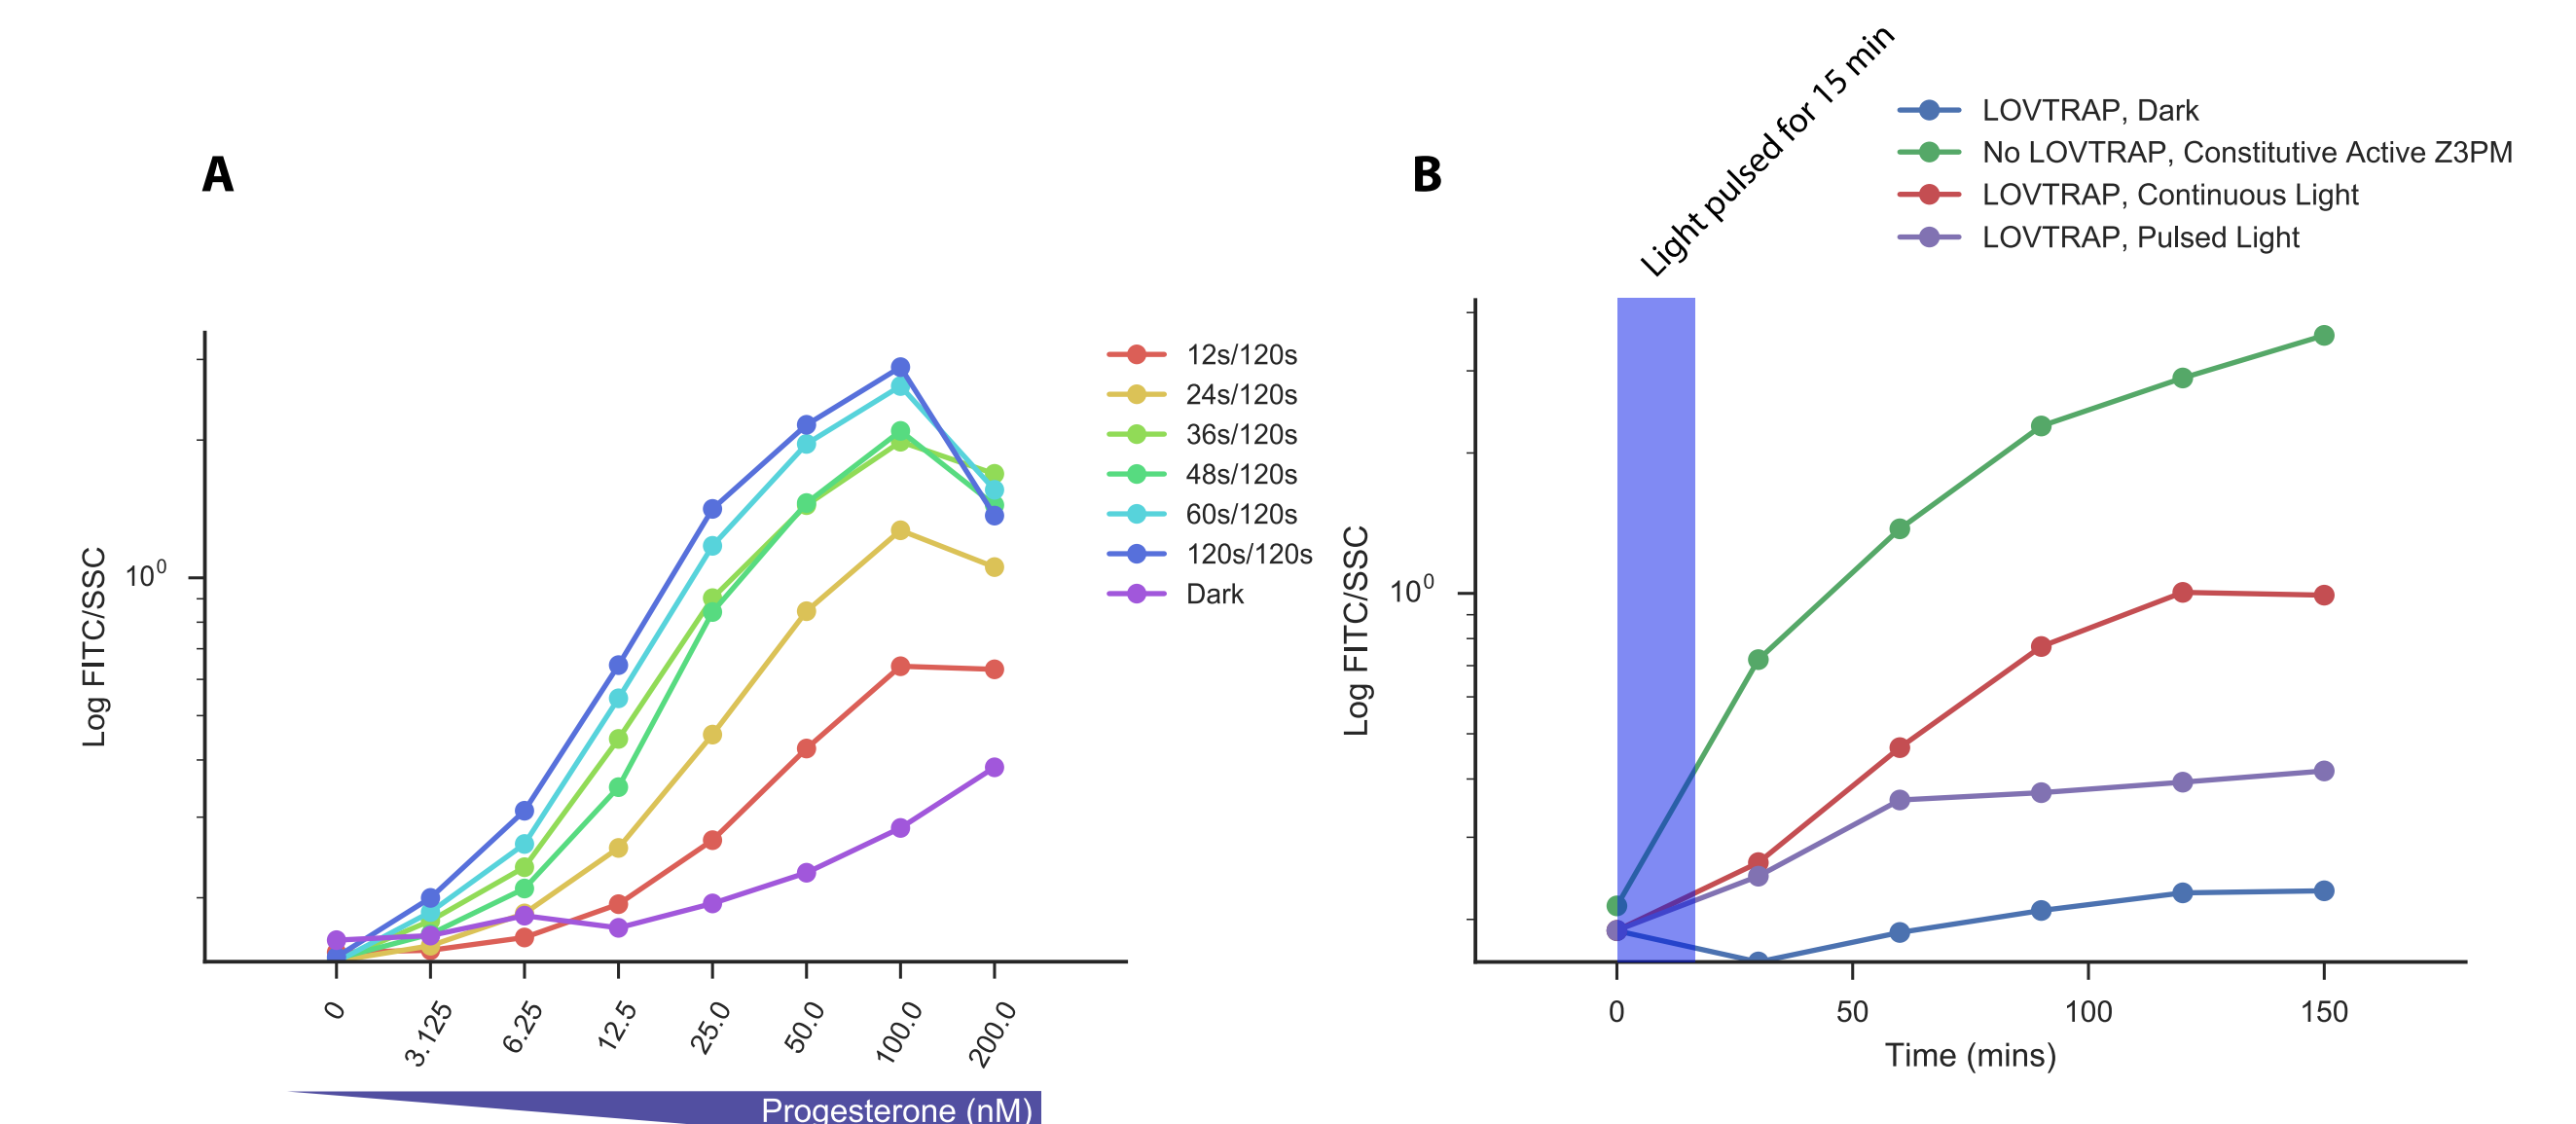 A
Log FITC/SSC
10⁰
0
3.125
6.25
12.5
25.0
50.0
100.0
200.0
Progesterone (nM)
12s/120s
24s/120s
36s/120s
48s/120s
60s/120s
120s/120s
Dark
B
Light pulsed for 15 min
LOVTRAP, Dark
No LOVTRAP, Constitutive Active Z3PM
LOVTRAP, Continuous Light
LOVTRAP, Pulsed Light
Log FITC/SSC
10⁰
0
50
100
150
Time (mins)